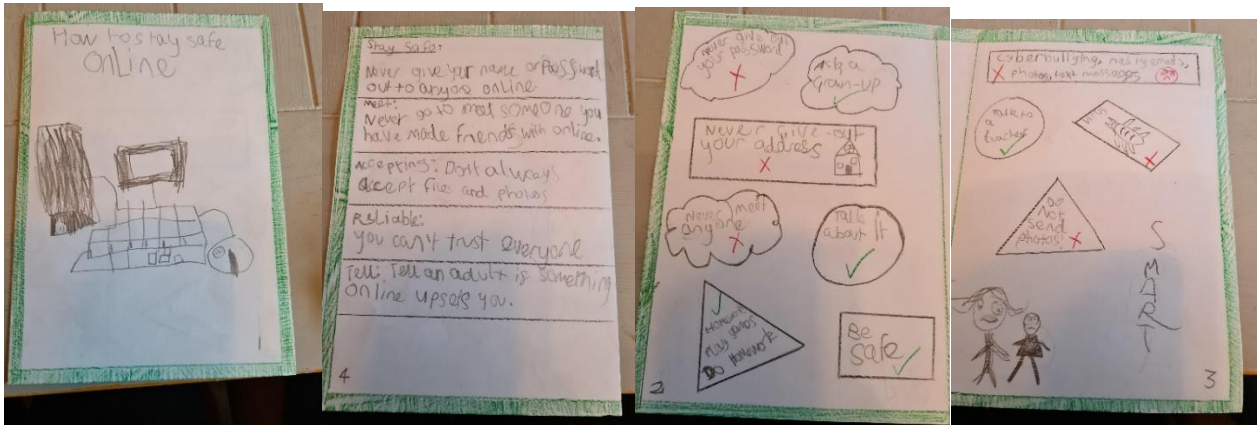 How to stay safe
OnLine
Stay Safe:
Never give your name or Password
out to anyone online
meet:
Never go to meet someone you
have made Friends with online.
Accepting: Don't always
accept files and photos
Reliable:
you can't trust everyone
Tell: Tell an adult is something
Online upsets you.
4
never give out
your password
Ask a
Grown-up
Never Give-out
your address
Never meet
anyone
Talk
about It
play games
Do Homework
Be
Safe
2
cyberbullying, nasty emails,
photos, text messages
Talk to
a
teacher
virus
Do
not
send
photos!
S
M
A
R
T
3